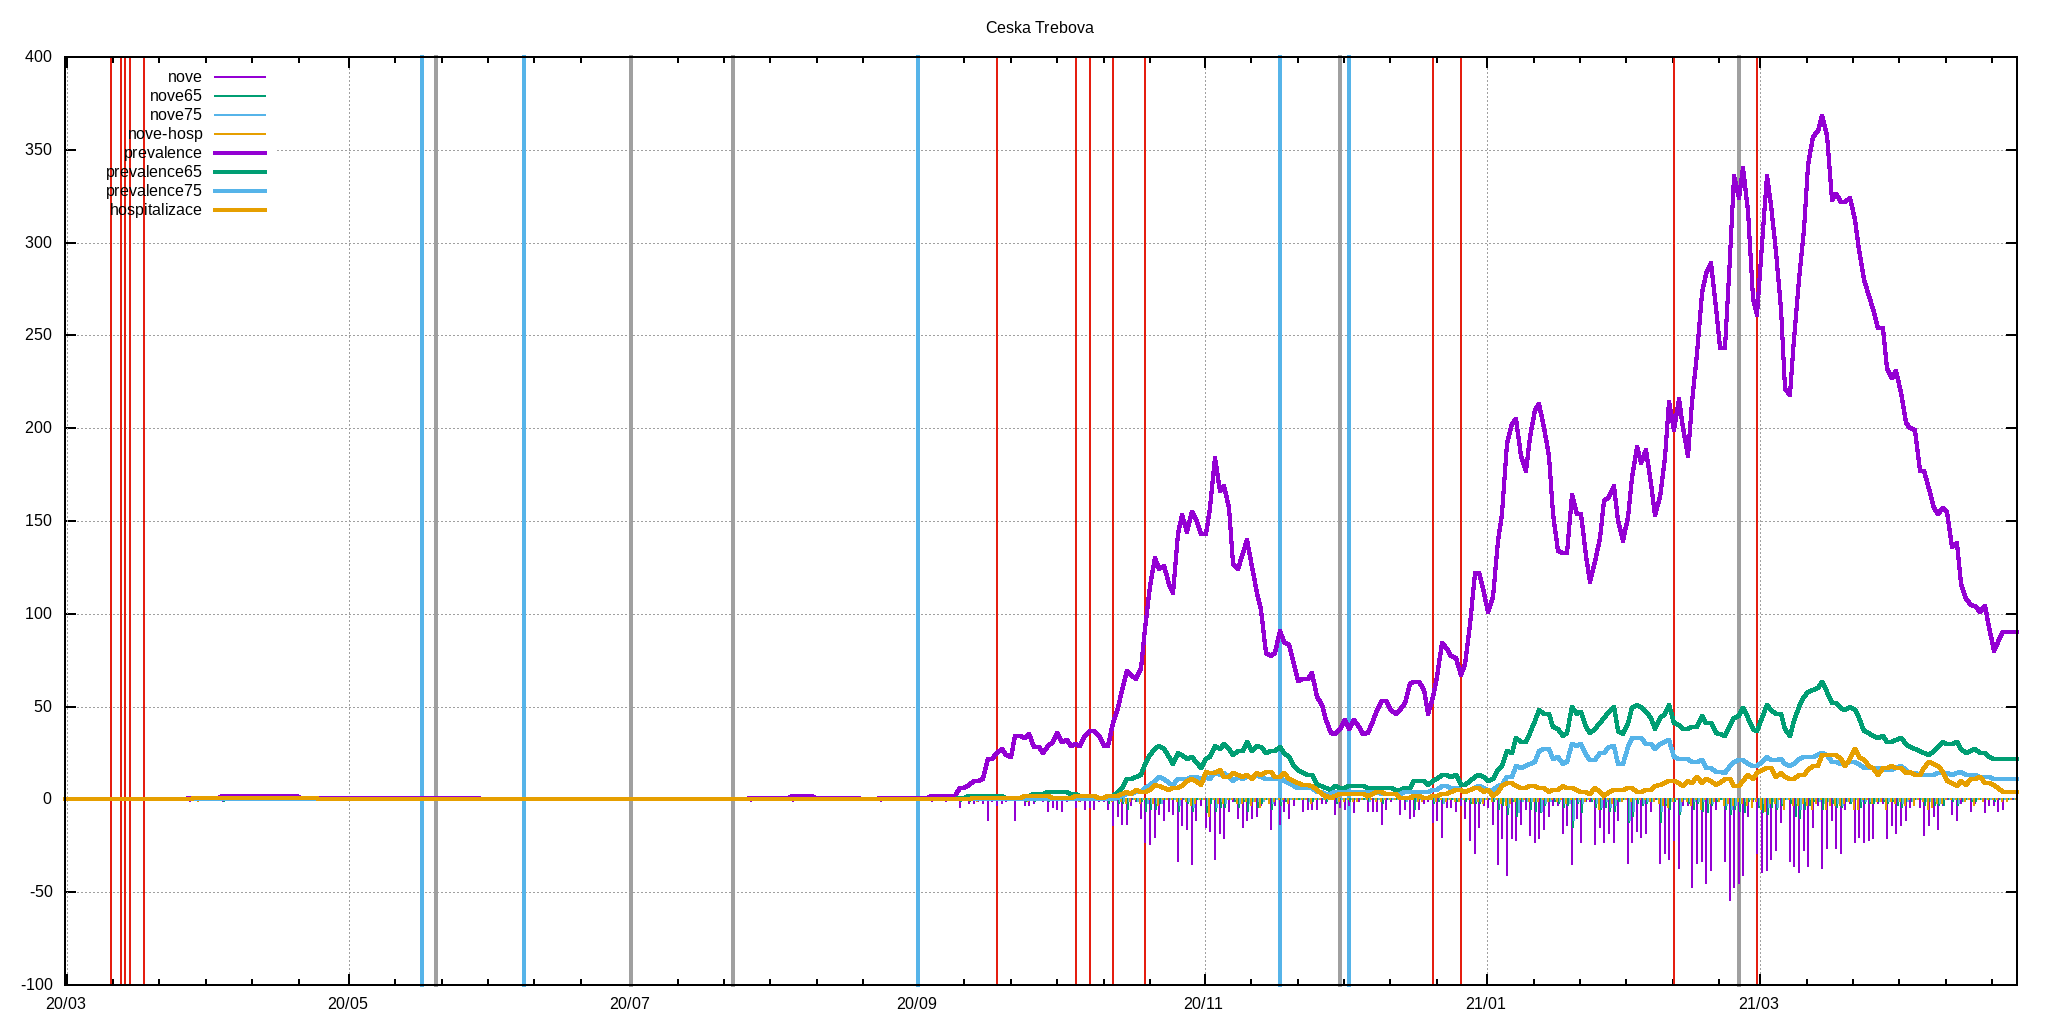 Ceska Trebova
400
350
300
250
200
150
100
50
0
-50
-100
nove
nove65
nove75
nove-hosp
prevalence
prevalence65
prevalence75
hospitalizace
20/03
20/05
20/07
20/09
20/11
21/01
21/03